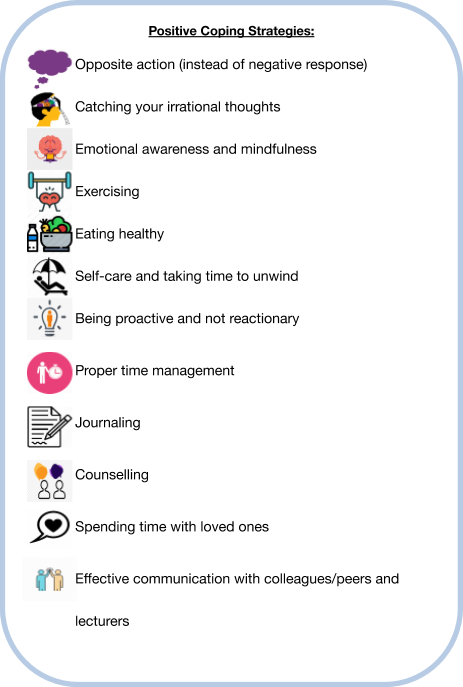 Positive Coping Strategies:
Opposite action (instead of negative response)
Catching your irrational thoughts
Emotional awareness and mindfulness
Exercising
Eating healthy
Self-care and taking time to unwind
Being proactive and not reactionary
Proper time management
Journaling
Counselling
Spending time with loved ones
Effective communication with colleagues/peers and
lecturers